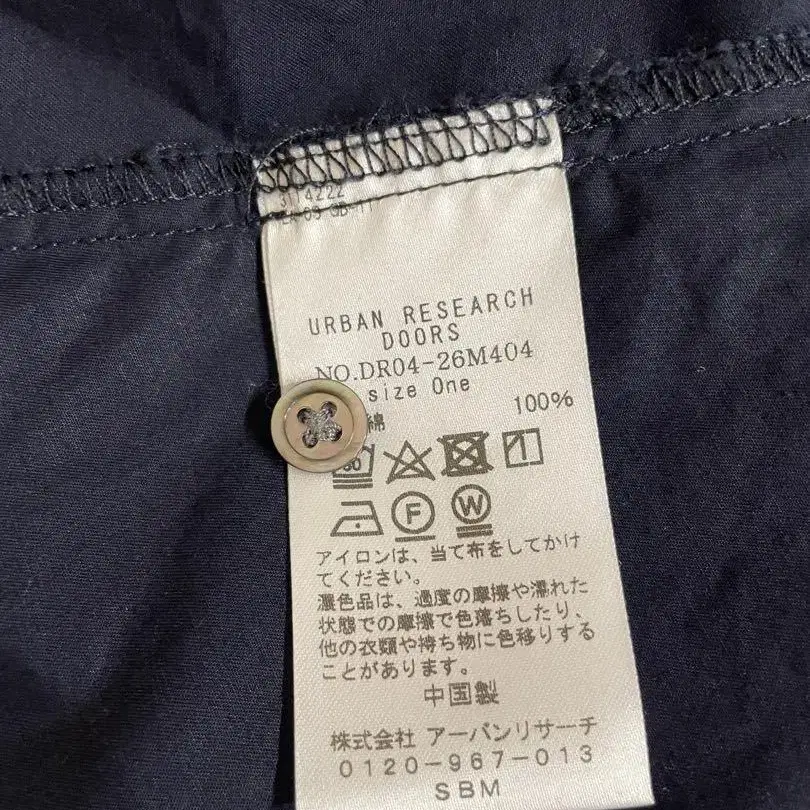 3114222
URBAN RESEARCH
DOORS
NO.DR04-26M404
size One
綿 100%
30
F W
アイロンは、当て布をしてかけ
てください。
濃色品は、過度の摩擦や濡れた
状態での摩擦で色落ちしたり、
他の衣類や持ち物に色移りする
ことがあります。
中国製
株式会社 アーバンリサーチ
0120-967-013
SBM